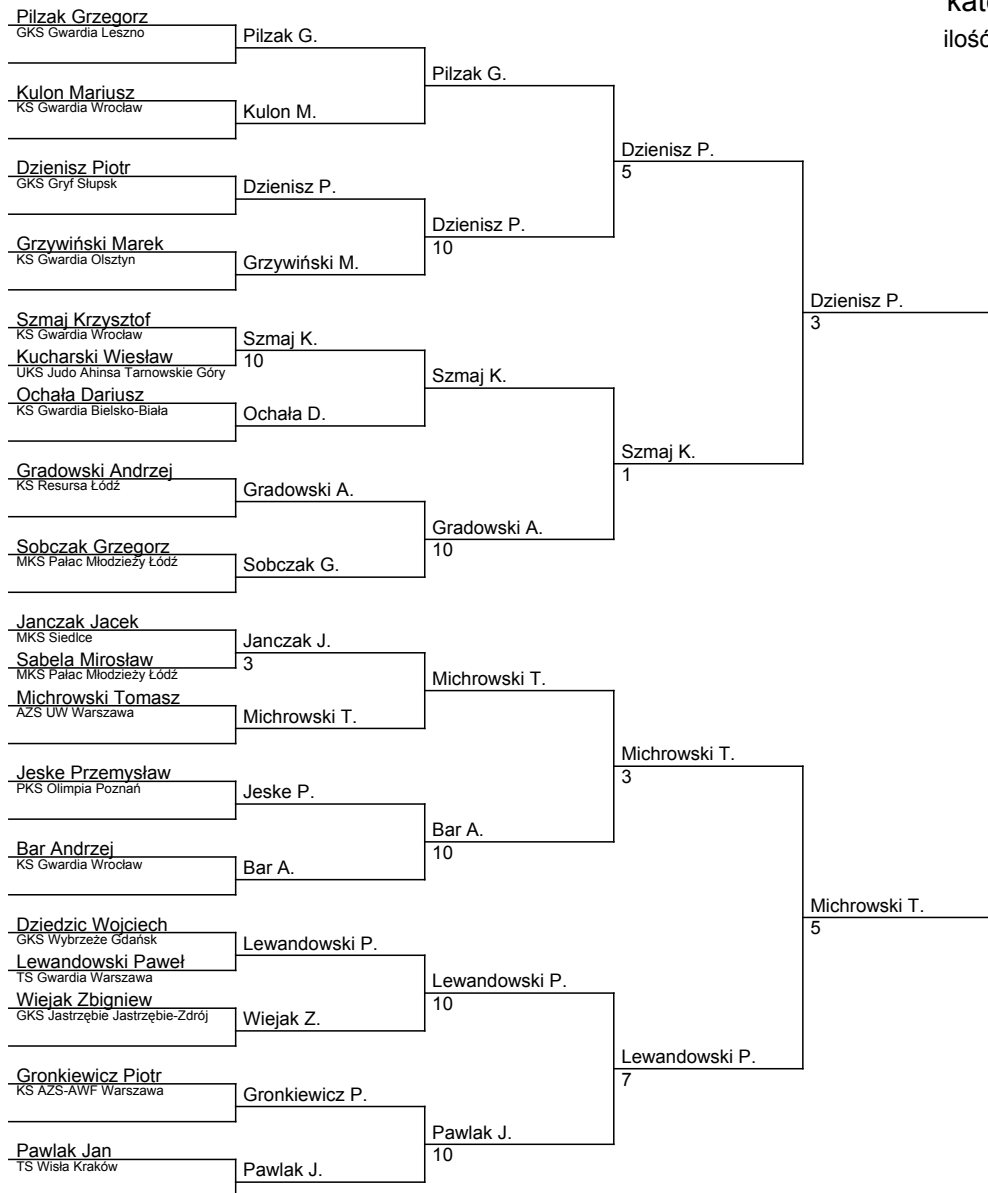 kat
ilość
Pilzak Grzegorz
GKS Gwardia Leszno
Pilzak G.
Pilzak G.
Kulon Mariusz
KS Gwardia Wrocław
Kulon M.
Dzienisz P.
5
Dzienisz Piotr
GKS Gryf Słupsk
Dzienisz P.
Dzienisz P.
10
Grzywiński Marek
KS Gwardia Olsztyn
Grzywiński M.
Dzienisz P.
3
Szmaj Krzysztof
KS Gwardia Wrocław
Szmaj K.
10
Kucharski Wiesław
UKS Judo Ahinsa Tarnowskie Góry
Szmaj K.
Ochała Dariusz
KS Gwardia Bielsko-Biała
Ochała D.
Szmaj K.
1
Gradowski Andrzej
KS Resursa Łódź
Gradowski A.
Gradowski A.
10
Sobczak Grzegorz
MKS Pałac Młodzieży Łódź
Sobczak G.
Janczak Jacek
MKS Siedlce
Janczak J.
3
Sabela Mirosław
MKS Pałac Młodzieży Łódź
Michrowski T.
Michrowski Tomasz
AZS UW Warszawa
Michrowski T.
Michrowski T.
3
Jeske Przemysław
PKS Olimpia Poznań
Jeske P.
Bar A.
10
Bar Andrzej
KS Gwardia Wrocław
Bar A.
Michrowski T.
5
Dziedzic Wojciech
GKS Wybrzeże Gdańsk
Lewandowski P.
Lewandowski Paweł
TS Gwardia Warszawa
Lewandowski P.
10
Wiejak Zbigniew
GKS Jastrzębie Jastrzębie-Zdrój
Wiejak Z.
Lewandowski P.
7
Gronkiewicz Piotr
KS AZS-AWF Warszawa
Gronkiewicz P.
Pawlak J.
10
Pawlak Jan
TS Wisła Kraków
Pawlak J.